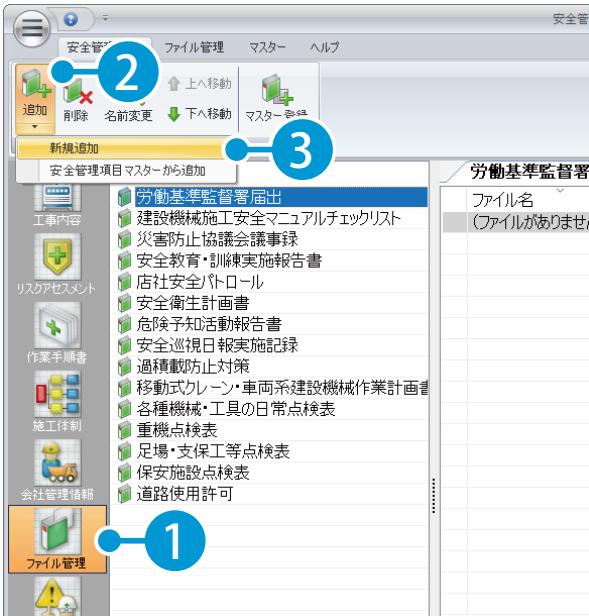 安全管
安全管
ファイル管理
マスター
ヘルプ
2
追加
削除
名前変更
上へ移動
下へ移動
マスター登録
新規追加
3
安全管理項目マスターから追加
工事内容
リスクアセスメント
作業手順書
施工体制
会社管理情報
ファイル管理
1
労働基準監督署届出
建設機械施工安全マニュアルチェックリスト
災害防止協議会議事録
安全教育・訓練実施報告書
店社安全パトロール
安全衛生計画書
危険予知活動報告書
安全巡視日報実施記録
過積載防止対策
移動式クレーン・車両系建設機械作業計画書
各種機械・工具の日常点検表
重機点検表
足場・支保工等点検表
保安施設点検表
道路使用許可
労働基準監督署
ファイル名
(ファイルがありません